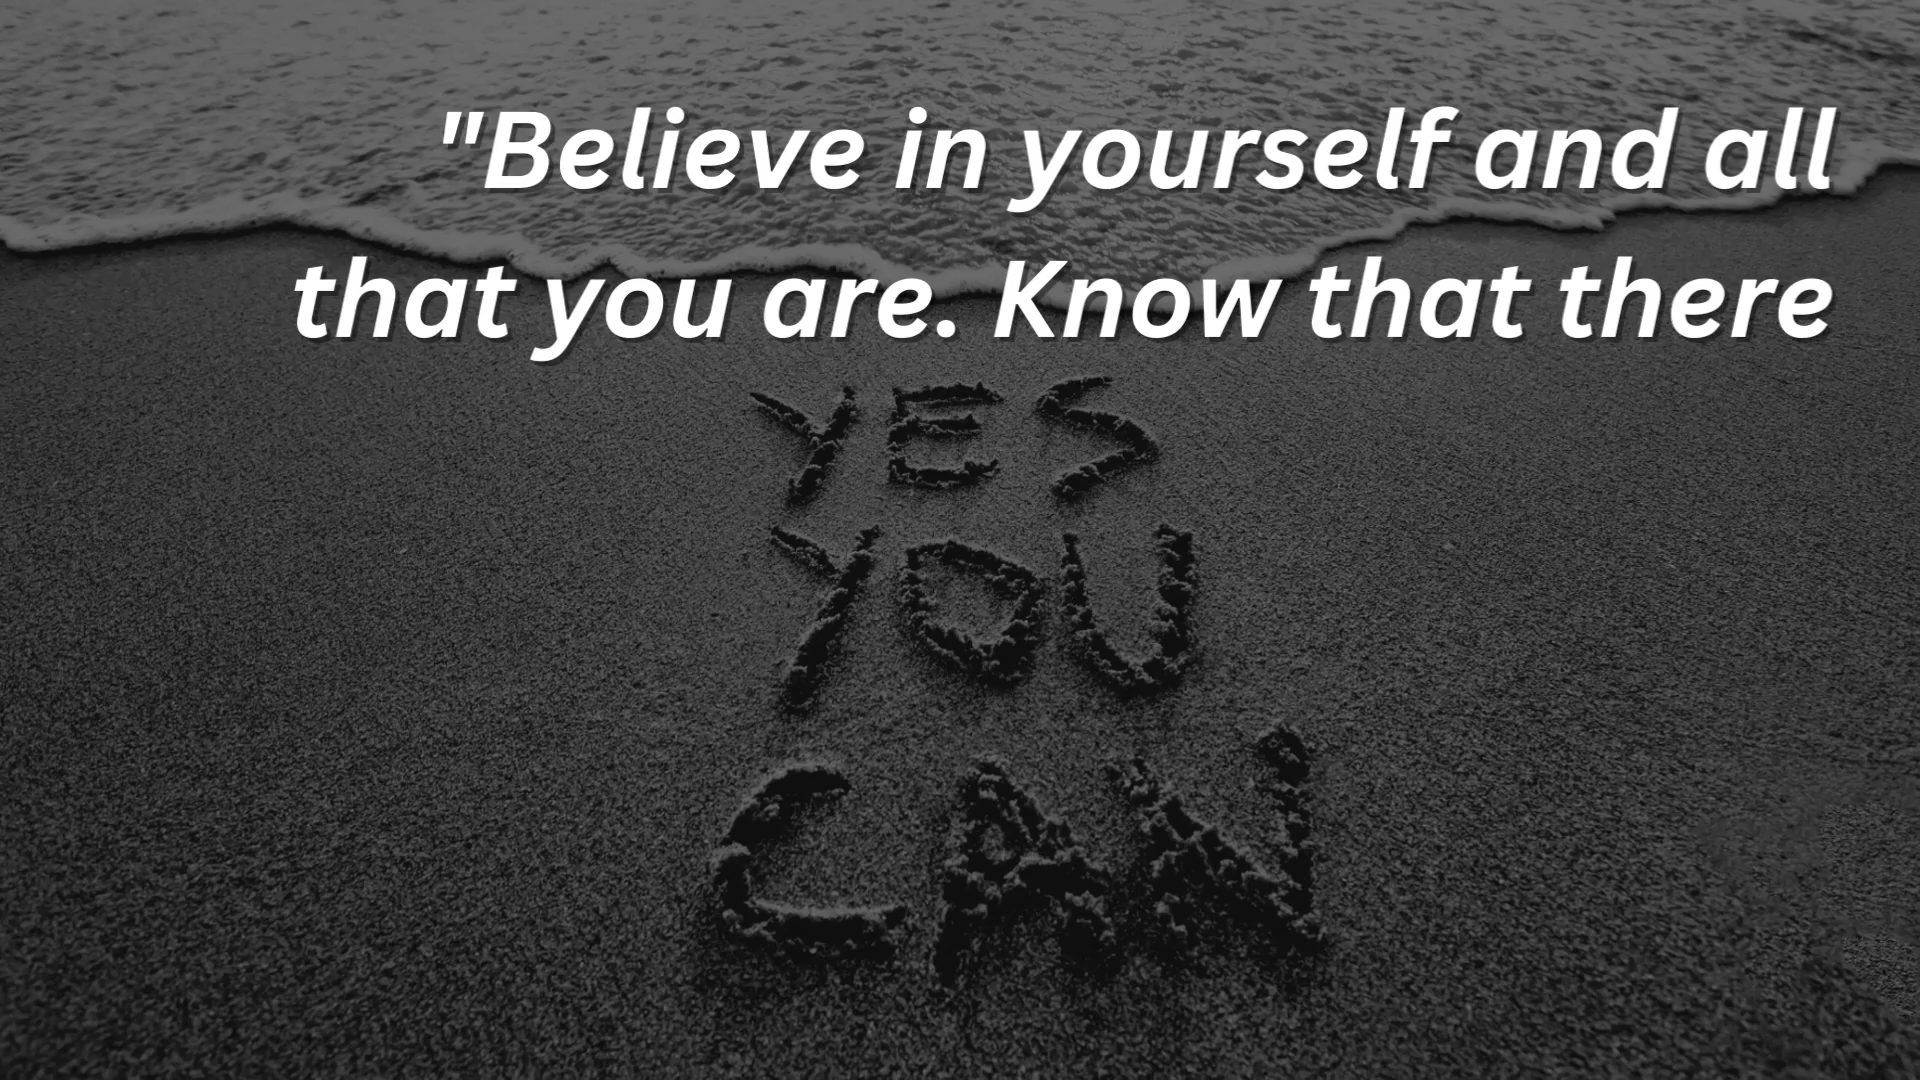 "Believe in yourself and all
that you are. Know that there
YES
YOU
CAN